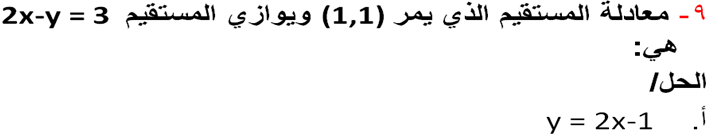 ٩- معادلة المستقيم الذي يمر (1,1) ويوازي المستقيم 2x-y = 3
هي:
الحل/
أ. y = 2x-1